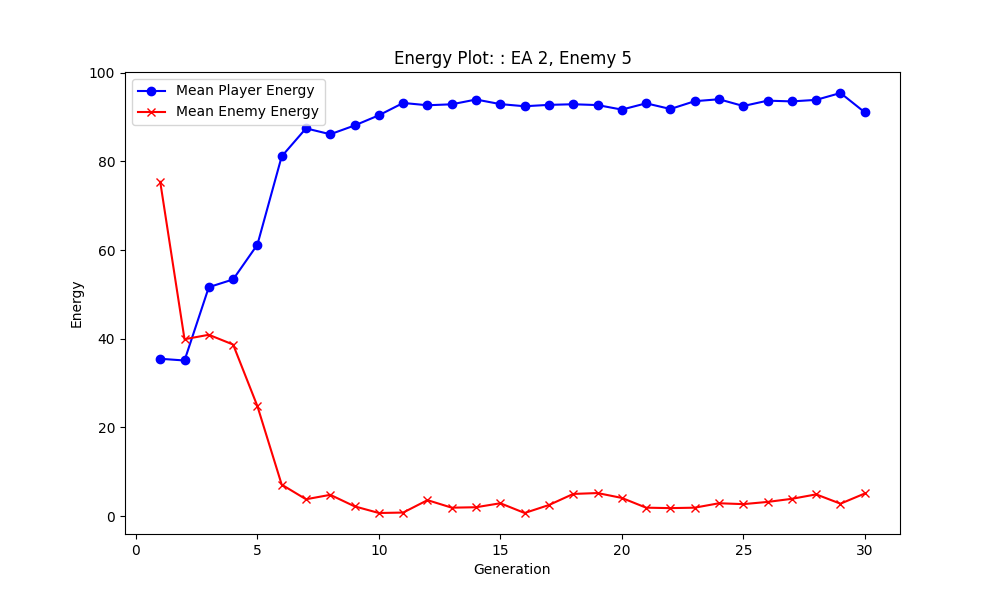 Energy Plot: : EA 2, Enemy 5
Mean Player Energy
Mean Enemy Energy
Energy
100
80
60
40
20
0
0 5 10 15 20 25 30
Generation